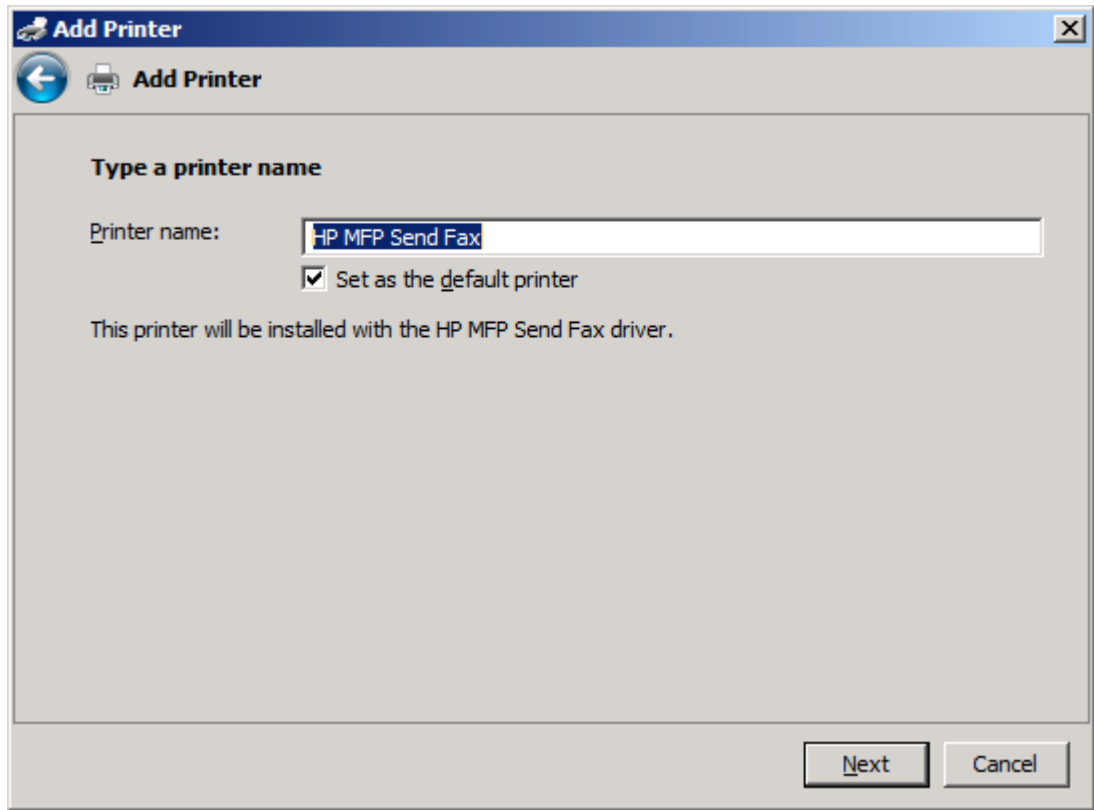 Add Printer
Add Printer
Type a printer name
Printer name:
HP MFP Send Fax
Set as the default printer
This printer will be installed with the HP MFP Send Fax driver.
Next Cancel